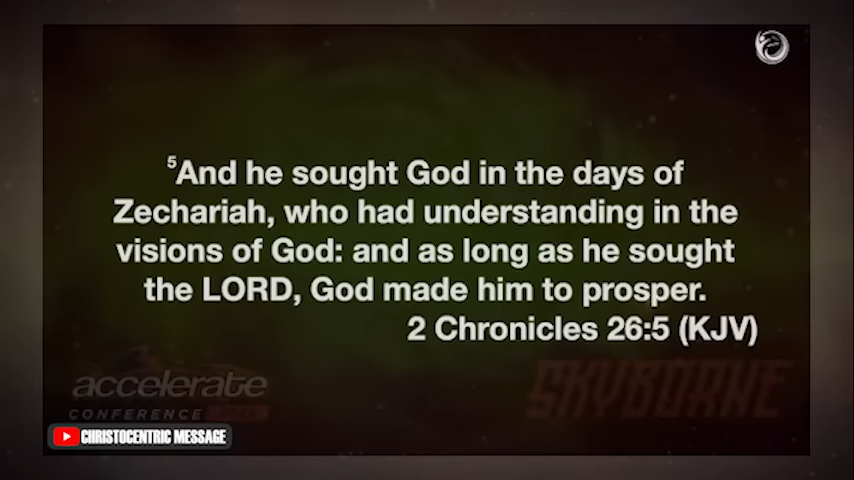 ⁵And he sought God in the days of
Zechariah, who had understanding in the
visions of God: and as long as he sought
the LORD, God made him to prosper.
2 Chronicles 26:5 (KJV)
accelerate
CONFERENCE
SKYBORNE
CHRISTOCENTRIC MESSAGE